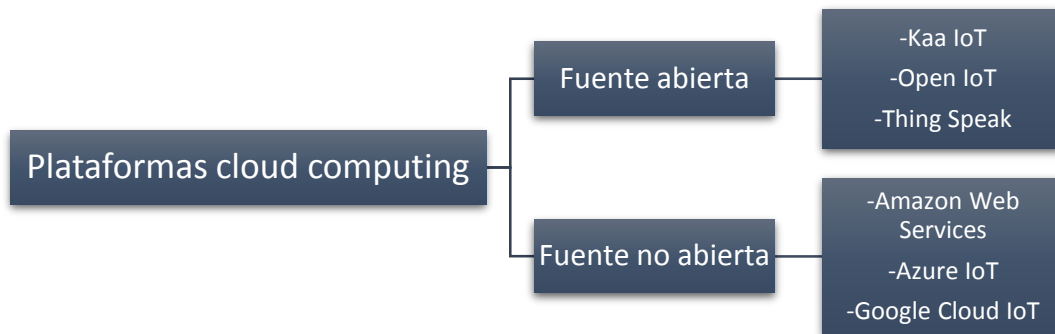 Plataformas cloud computing
Fuente abierta
-Kaa IoT
-Open IoT
-Thing Speak
Fuente no abierta
-Amazon Web
Services
-Azure IoT
-Google Cloud IoT